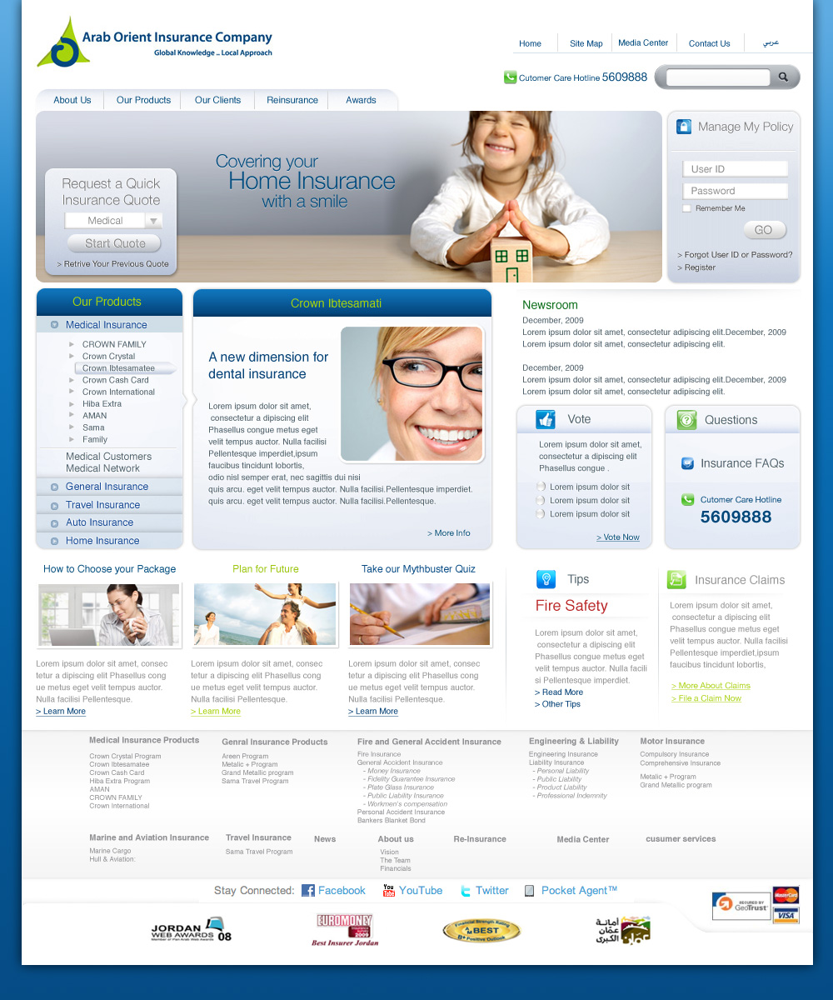 Arab Orient Insurance Company
Global Knowledge .. Local Approach
Home
Site Map
Media Center
Contact Us
عربي
Cutomer Care Hotline 5609888
About Us
Our Products
Our Clients
Reinsurance
Awards
Covering your
Home Insurance
with a smile
Request a Quick
Insurance Quote
Medical
Start Quote
> Retrive Your Previous Quote
Manage My Policy
User ID
Password
Remember Me
GO
> Forgot User ID or Password?
> Register
Our Products
Medical Insurance
CROWN FAMILY
Crown Crystal
Crown Ibtesamatee
Crown Cash Card
Crown International
Hiba Extra
AMAN
Sama
Family
Medical Customers
Medical Network
General Insurance
Travel Insurance
Auto Insurance
Home Insurance
Crown Ibtesamati
A new dimension for
dental insurance
Lorem ipsum dolor sit amet,
consectetur a dipiscing elit
Phasellus congue metus eget
velit tempus auctor. Nulla facilisi
Pellentesque imperdiet,ipsum
faucibus tincidunt lobortis,
odio nisl semper erat, nec sagittis dui nisi
quis arcu. eget velit tempus auctor. Nulla facilisi.Pellentesque imperdiet.
quis arcu. eget velit tempus auctor. Nulla facilisi.Pellentesque.
> More Info
Newsroom
December, 2009
Lorem ipsum dolor sit amet, consectetur adipiscing elit.December, 2009
Lorem ipsum dolor sit amet, consectetur adipiscing elit.
December, 2009
Lorem ipsum dolor sit amet, consectetur adipiscing elit.December, 2009
Lorem ipsum dolor sit amet, consectetur adipiscing elit.
Vote
Lorem ipsum dolor sit amet,
consectetur a dipiscing elit
Phasellus congue .
Lorem ipsum dolor sit
Lorem ipsum dolor sit
Lorem ipsum dolor sit
> Vote Now
Questions
Insurance FAQs
Cutomer Care Hotline
5609888
How to Choose your Package
Lorem ipsum dolor sit amet, consec
tetur a dipiscing elit Phasellus cong
ue metus eget velit tempus auctor.
Nulla facilisi Pellentesque.
> Learn More
Plan for Future
Lorem ipsum dolor sit amet, consec
tetur a dipiscing elit Phasellus cong
ue metus eget velit tempus auctor.
Nulla facilisi Pellentesque.
> Learn More
Take our Mythbuster Quiz
Lorem ipsum dolor sit amet, consec
tetur a dipiscing elit Phasellus cong
ue metus eget velit tempus auctor.
Nulla facilisi Pellentesque.
> Learn More
Tips
Fire Safety
Lorem ipsum dolor sit amet,
consectetur a dipiscing elit
Phasellus congue metus eget
velit tempus auctor. Nulla facili
si Pellentesque imperdiet.
> Read More
> Other Tips
Insurance Claims
Lorem ipsum dolor sit amet,
consectetur a dipiscing elit
Phasellus congue metus eget
velit tempus auctor. Nulla facilisi
Pellentesque imperdiet,ipsum
faucibus tincidunt lobortis,
> More About Claims
> File a Claim Now
Medical Insurance Products
Crown Crystal Program
Crown Ibtesamatee
Crown Cash Card
Hiba Extra Program
AMAN
CROWN FAMILY
Crown International
Genral Insurance Products
Areen Program
Metalic + Program
Grand Metallic program
Sama Travel Program
Fire and General Accident Insurance
Fire Insurance
General Accident Insurance
- Money Insurance
- Fidelity Guarantee Insurance
- Plate Glass Insurance
- Public Liability Insurance
- Workmen's compensation
Personal Accident Insurance
Bankers Blanket Bond
Engineering & Liability
Engineering Insurance
Liability Insurance
- Personal Liability
- Public Liability
- Product Liability
- Professional Indemnity
Motor Insurance
Compulsory Insurance
Comprehensive Insurance
Metalic + Program
Grand Metallic program
Marine and Aviation Insurance
Marine Cargo
Hull & Aviation:
Travel Insurance
Sama Travel Program
News
About us
Vision
The Team
Financials
Re-Insurance
Media Center
cusumer services
Stay Connected:
Facebook
You
Tube
YouTube
Twitter
Pocket Agent™
SECURED BY
GeoTrust
MasterCard
VISA
JORDAN
WEB AWARDS 08
Member of Pan Arab Web Awards
EUROMONEY
2009
Best Insurer Jordan
Financial Strength Rating
BEST
B+ Positive Outlook
أمانة
عمّان
الكبرى